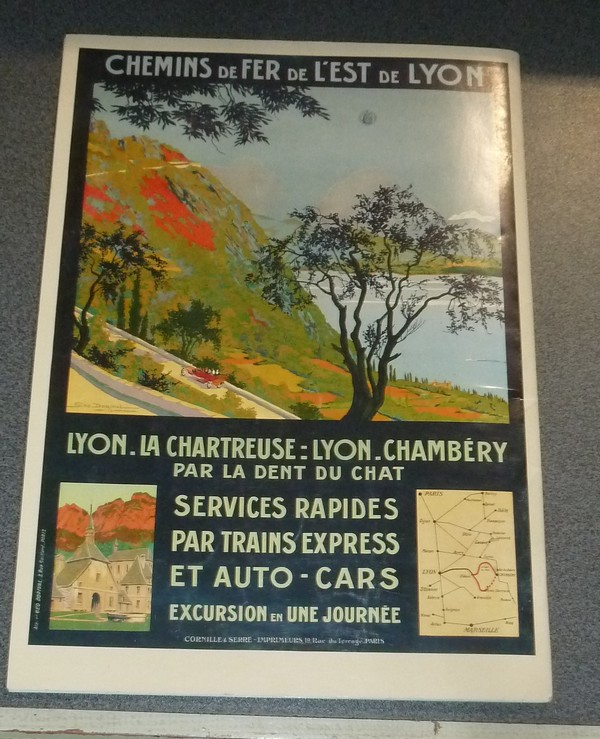 CHEMINS DE FER DE L'EST DE LYON
LYON. LA CHARTREUSE = LYON. CHAMBÉRY
PAR LA DENT DU CHAT
SERVICES RAPIDES
PAR TRAINS EXPRESS
ET AUTO-CARS
EXCURSION EN UNE JOURNÉE
PARIS
LYON
MARSEILLE
CORNILLE & SERRE - IMPRIMEURS, PARIS